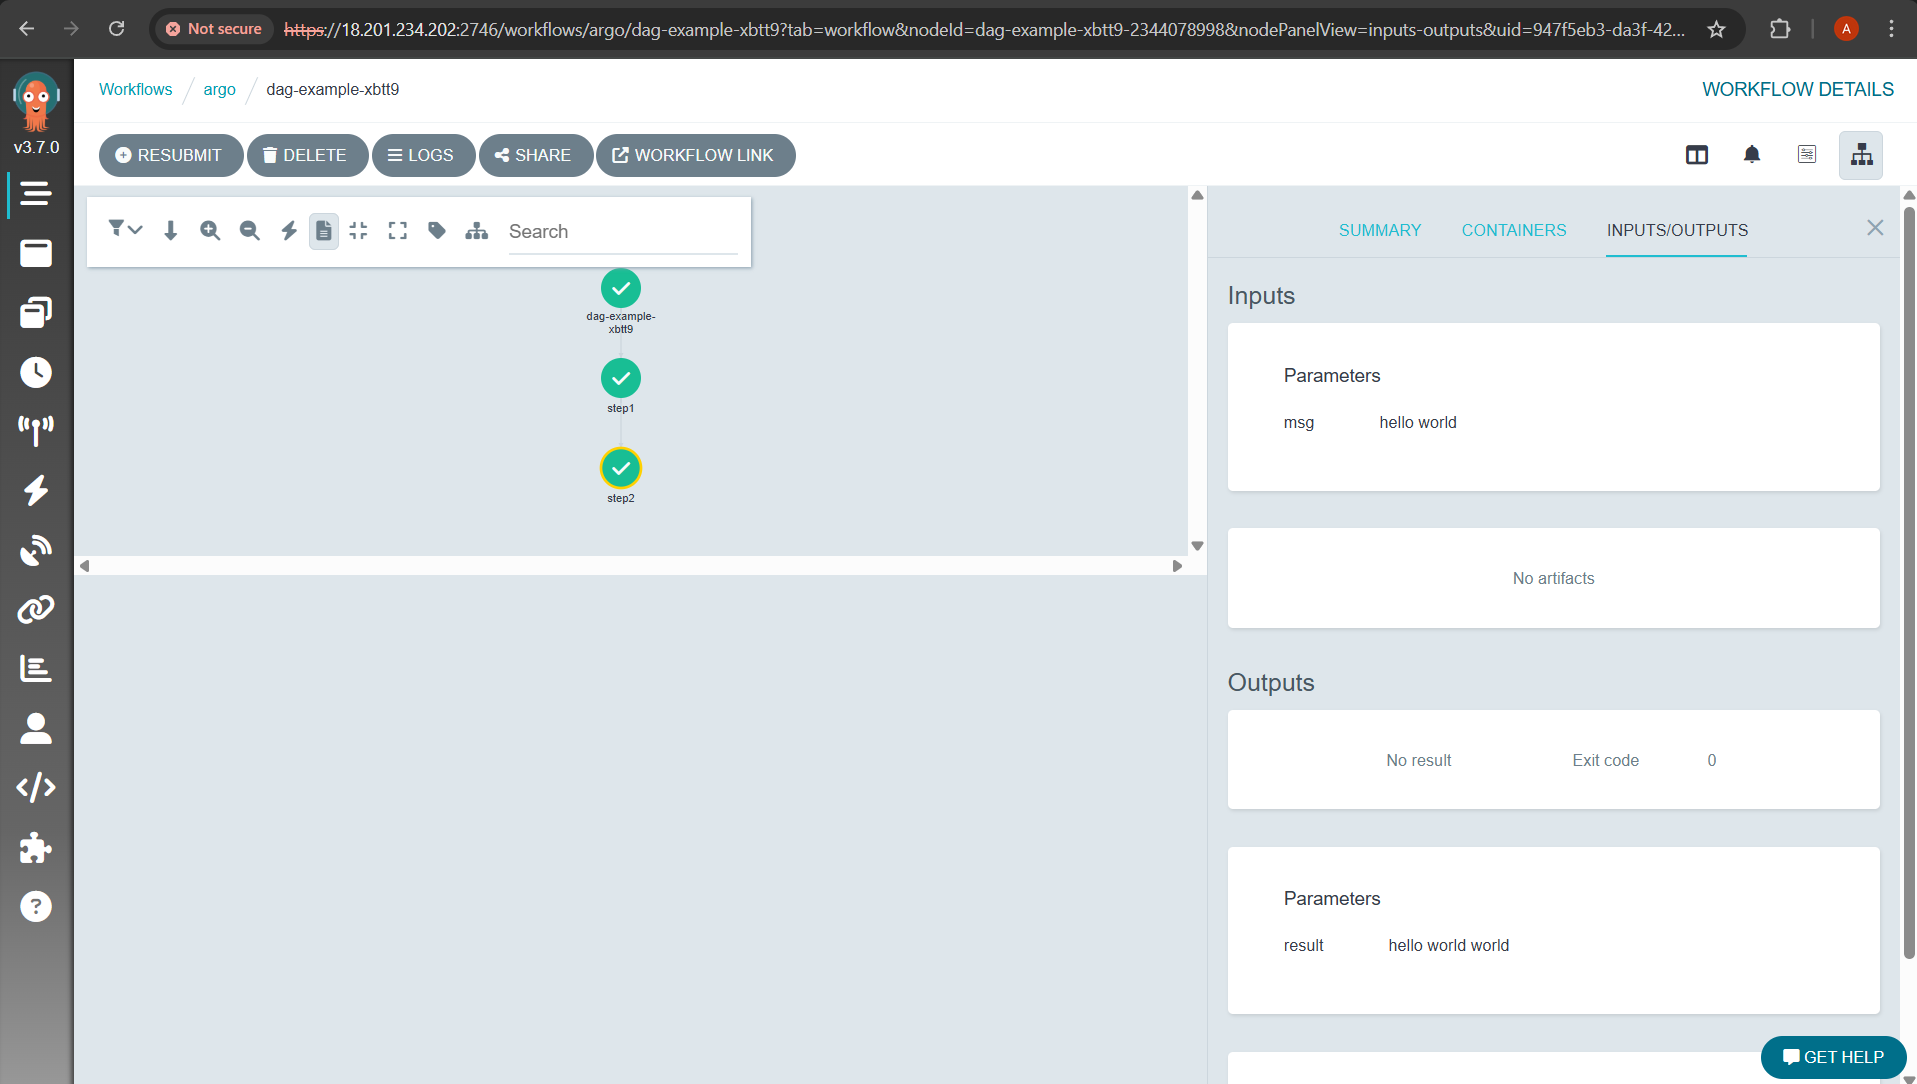 Not secure
https://18.201.234.202:2746/workflows/argo/dag-example-xbtt9?tab=workflow&nodeId=dag-example-xbtt9-2344078998&nodePanelView=inputs-outputs&uid=947f5eb3-da3f-42...
A
v3.7.0
Workflows / argo / dag-example-xbtt9
WORKFLOW DETAILS
RESUBMIT
DELETE
LOGS
SHARE
WORKFLOW LINK
Search
dag-example-
xbtt9
step1
step2
SUMMARY
CONTAINERS
INPUTS/OUTPUTS
Inputs
Parameters
msg hello world
No artifacts
Outputs
No result Exit code 0
Parameters
result hello world world
GET HELP